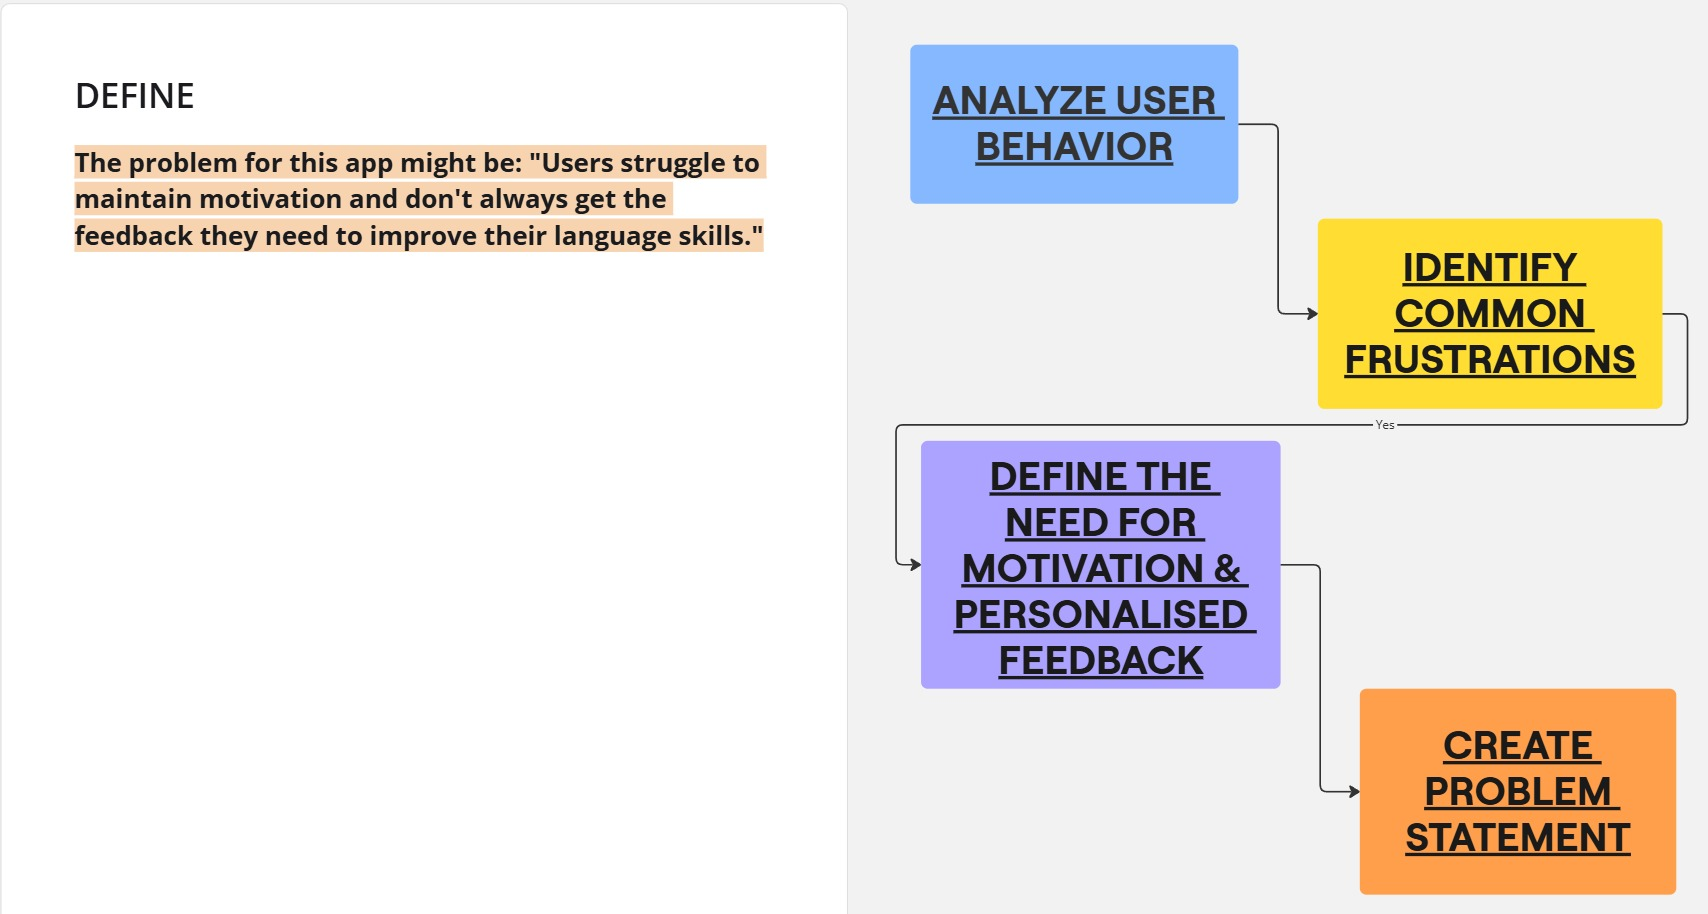 DEFINE
The problem for this app might be: "Users struggle to
maintain motivation and don't always get the
feedback they need to improve their language skills."
ANALYZE USER
BEHAVIOR
IDENTIFY
COMMON
FRUSTRATIONS
Yes
DEFINE THE
NEED FOR
MOTIVATION &
PERSONALISED
FEEDBACK
CREATE
PROBLEM
STATEMENT